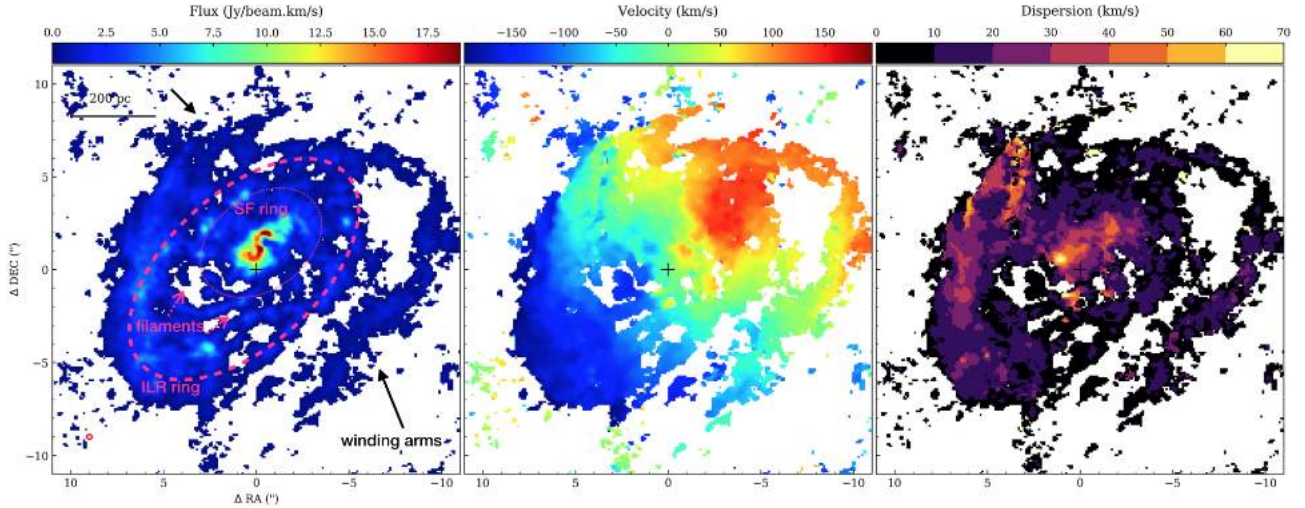 Flux (Jy/beam.km/s)
0.0 2.5 5.0 7.5 10.0 12.5 15.0 17.5
Velocity (km/s)
−150 −100 −50 0 50 100 150
Dispersion (km/s)
0 10 20 30 40 50 60 70
10
5
0
−5
−10
Δ DEC (")
200 pc
SF ring
filaments
ILR ring
winding arms
10 5 0 −5 −10
Δ RA (")
10 5 0 −5 −10
10 5 0 −5 −10